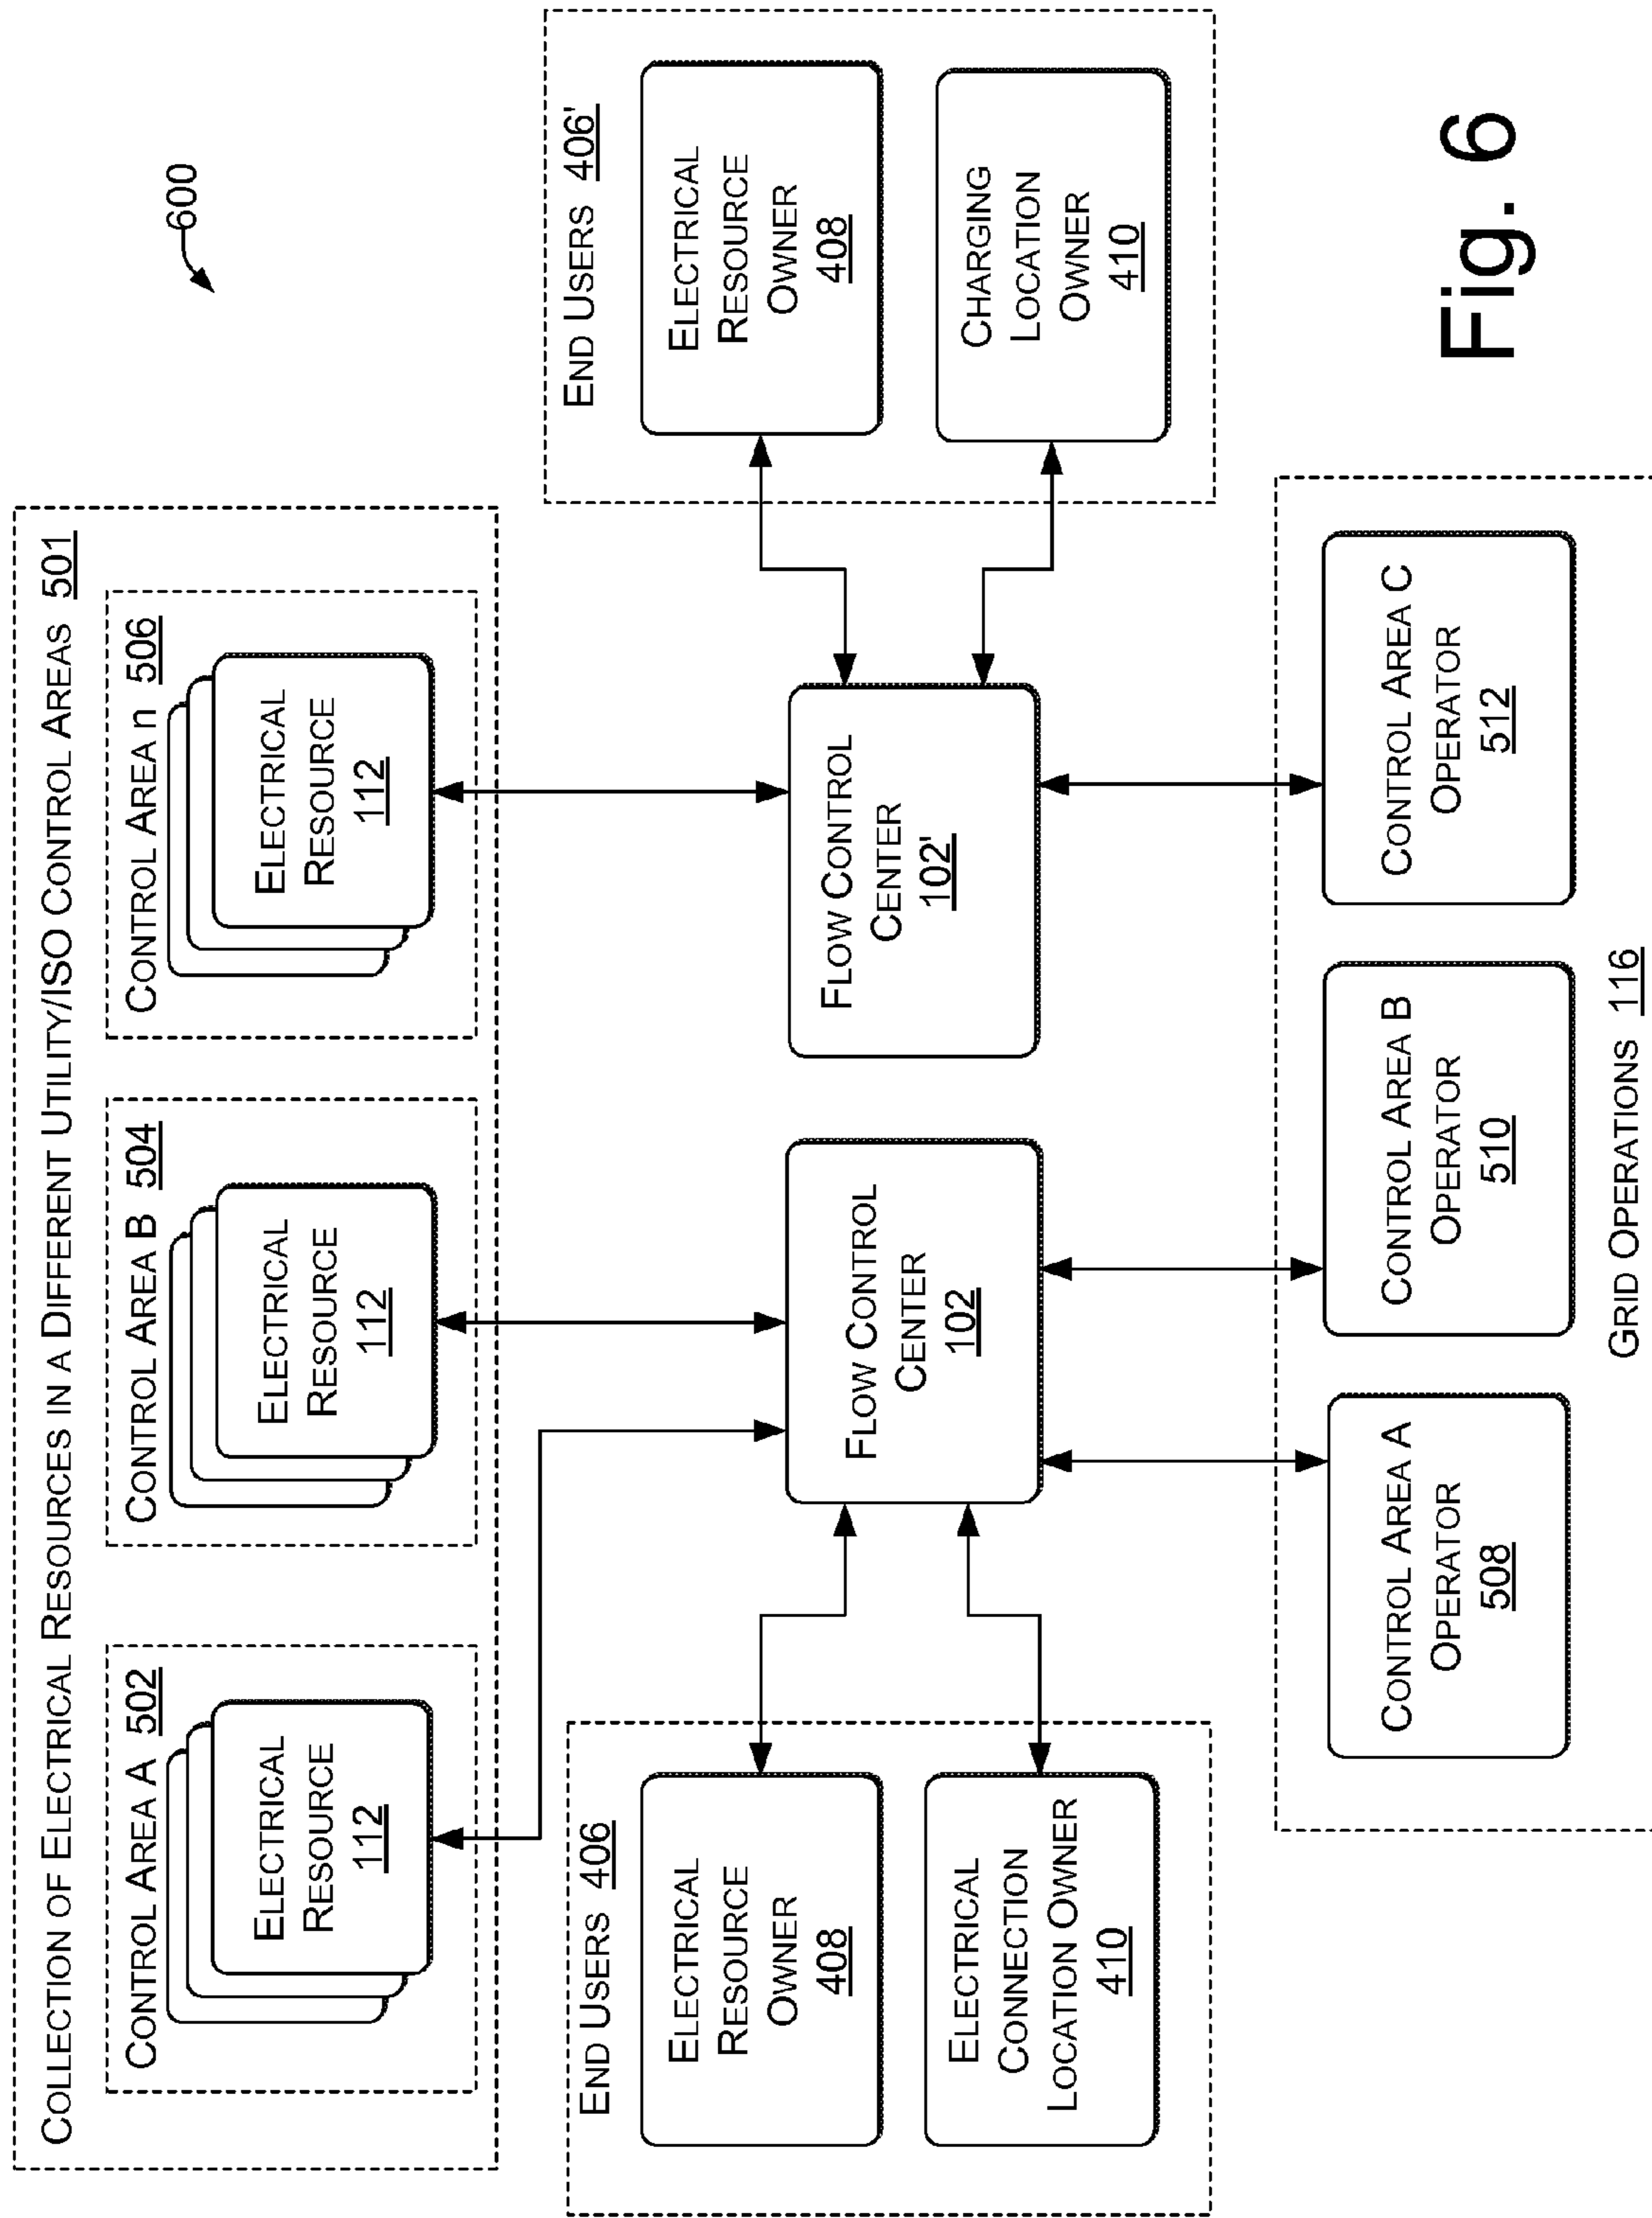 600
COLLECTION OF ELECTRICAL RESOURCES IN A DIFFERENT UTILITY/ISO CONTROL AREAS 501
CONTROL AREA A 502
ELECTRICAL
RESOURCE
112
CONTROL AREA B 504
ELECTRICAL
RESOURCE
112
CONTROL AREA n 506
ELECTRICAL
RESOURCE
112
END USERS 406
ELECTRICAL
RESOURCE
OWNER
408
ELECTRICAL
CONNECTION
LOCATION OWNER
410
FLOW CONTROL
CENTER
102
FLOW CONTROL
CENTER
102'
END USERS 406'
ELECTRICAL
RESOURCE
OWNER
408
CHARGING
LOCATION
OWNER
410
CONTROL AREA A
OPERATOR
508
CONTROL AREA B
OPERATOR
510
CONTROL AREA C
OPERATOR
512
GRID OPERATIONS 116
Fig. 6